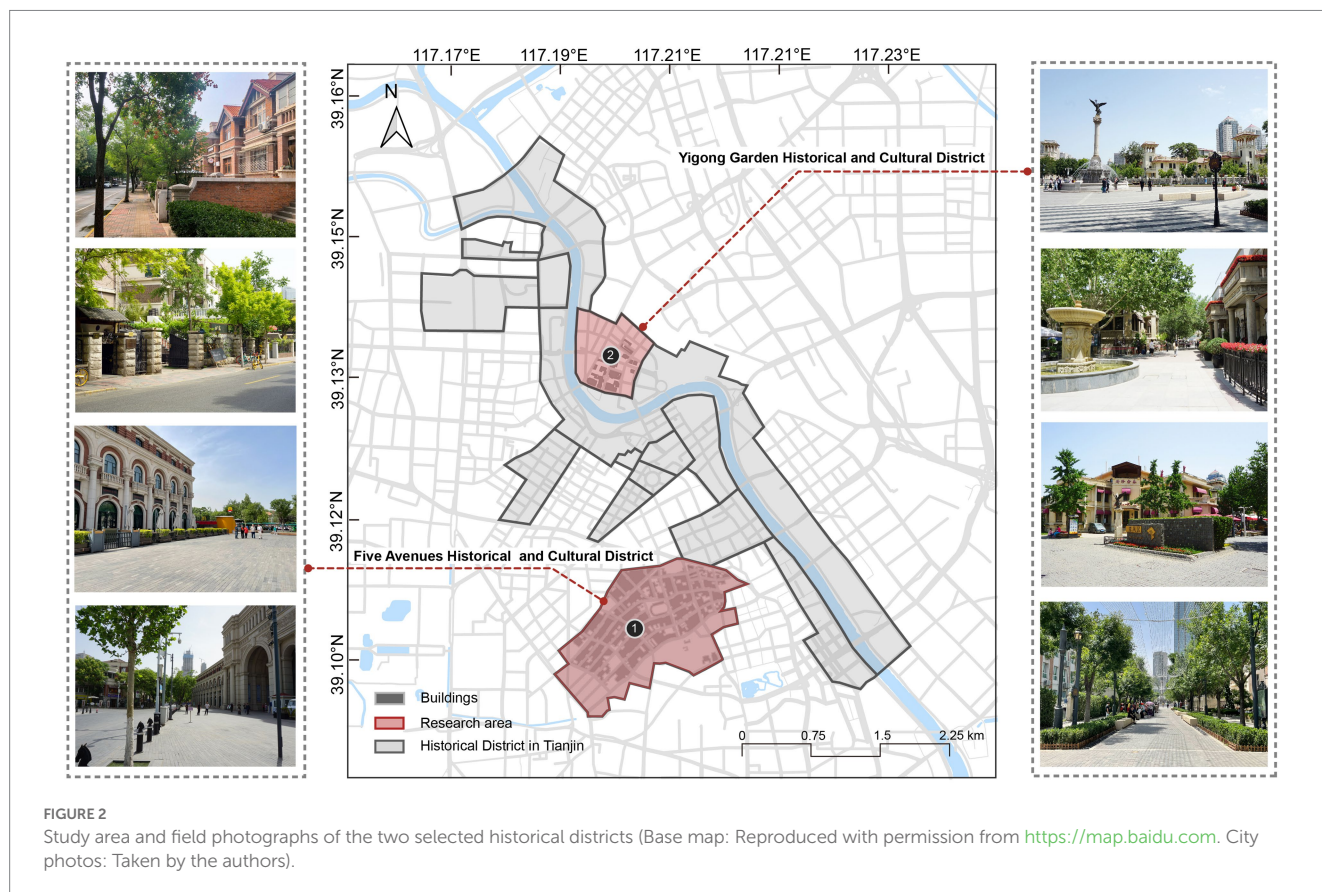 117.17°E 117.19°E 117.21°E 117.21°E 117.23°E
39.16°N
39.15°N
39.13°N
39.12°N
39.10°N
N
Yigong Garden Historical and Cultural District
2
Five Avenues Historical and Cultural District
1
Buildings
Research area
Historical District in Tianjin
0 0.75 1.5 2.25 km
FIGURE 2
Study area and field photographs of the two selected historical districts (Base map: Reproduced with permission from https://map.baidu.com. City
photos: Taken by the authors).